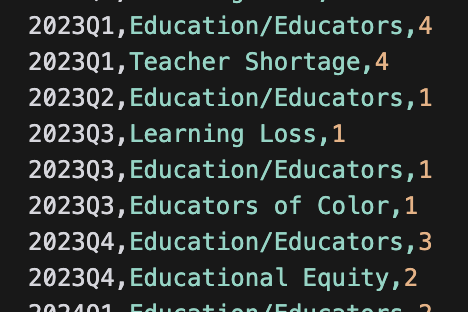 2023Q1,Education/Educators,4
2023Q1,Teacher Shortage,4
2023Q2,Education/Educators,1
2023Q3,Learning Loss,1
2023Q3,Education/Educators,1
2023Q3,Educators of Color,1
2023Q4,Education/Educators,3
2023Q4,Educational Equity,2
2024Q1,Education/Educators,2